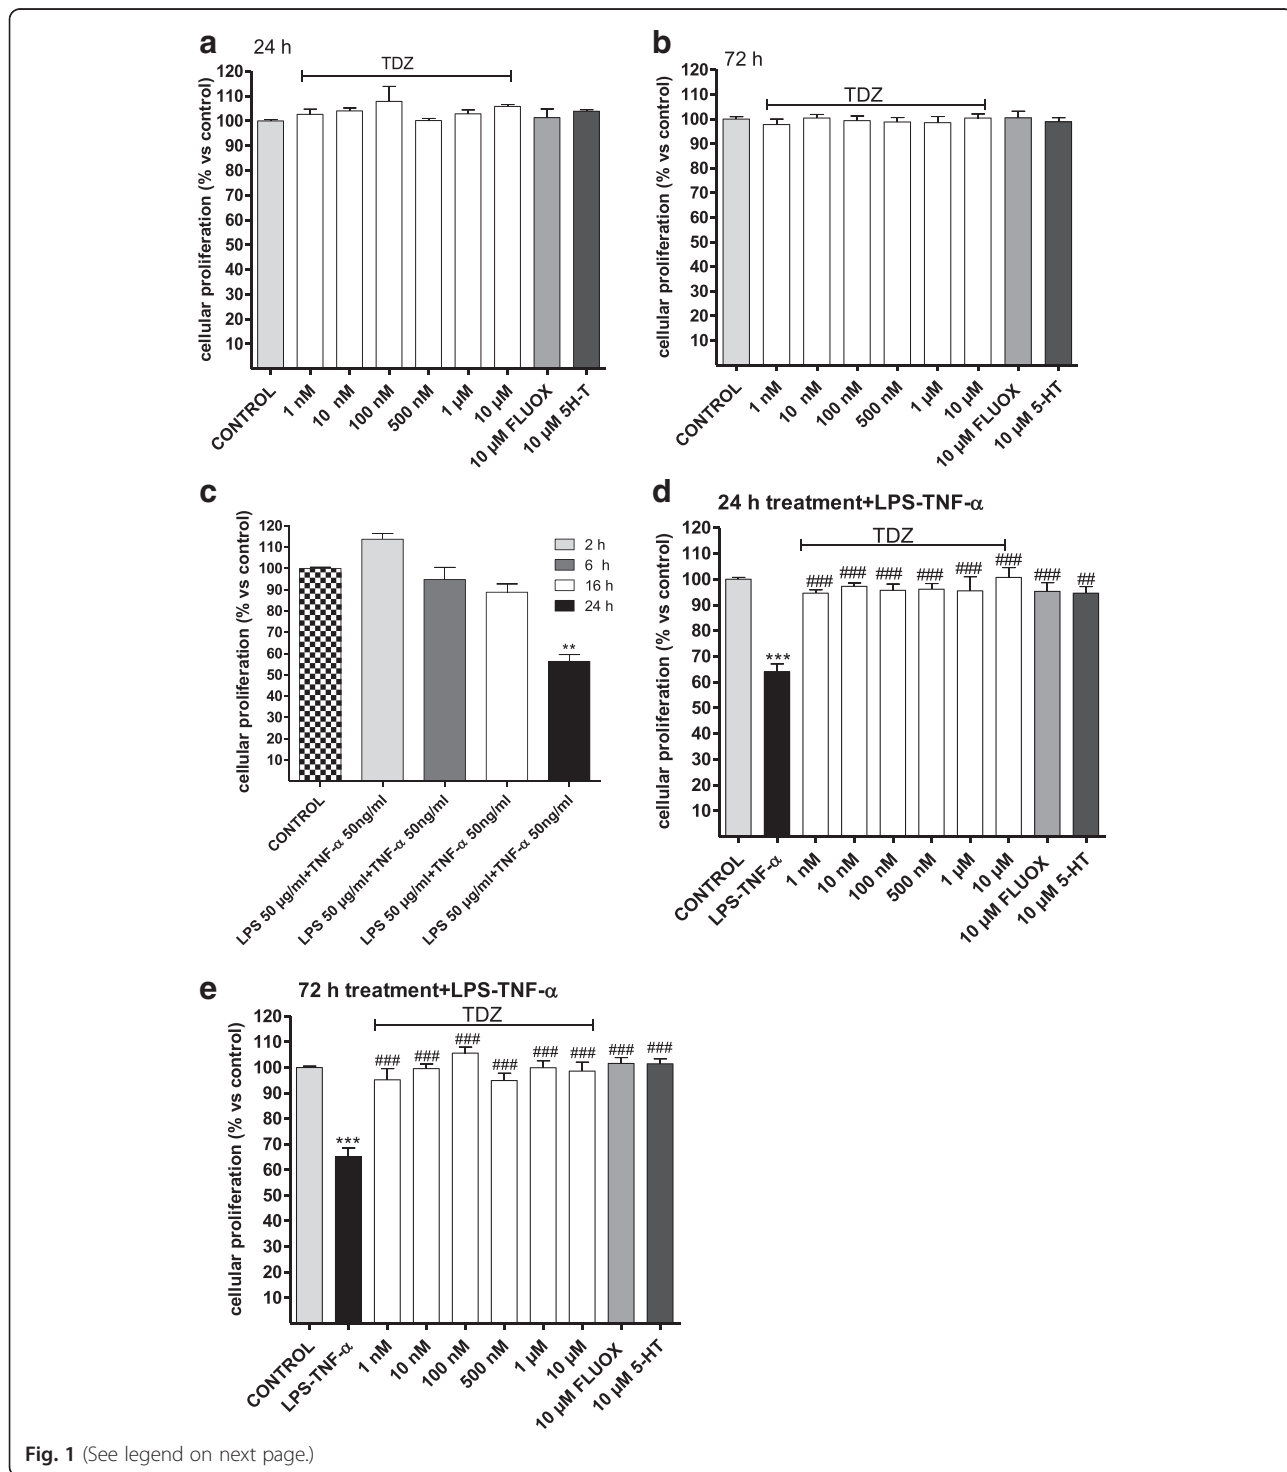 a
24 h
TDZ
cellular proliferation (% vs control)
120
110
100
90
80
70
60
50
40
30
20
10
CONTROL
1 nM
10 nM
100 nM
500 nM
1 µM
10 µM
10 µM FLUOX
10 µM 5H-T
b
72 h
TDZ
cellular proliferation (% vs control)
120
110
100
90
80
70
60
50
40
30
20
10
CONTROL
1 nM
10 nM
100 nM
500 nM
1 µM
10 µM
10 µM FLUOX
10 µM 5-HT
c
cellular proliferation (% vs control)
120
110
100
90
80
70
60
50
40
30
20
10
2 h
6 h
16 h
24 h
**
CONTROL
LPS 50 µg/ml+TNF-α 50ng/ml
LPS 50 µg/ml+TNF-α 50ng/ml
LPS 50 µg/ml+TNF-α 50ng/ml
LPS 50 µg/ml+TNF-α 50ng/ml
d
24 h treatment+LPS-TNF-α
TDZ
cellular proliferation (% vs control)
120
110
100
90
80
70
60
50
40
30
20
10
***
###
###
###
###
###
###
###
##
CONTROL
LPS-TNF-α
1 nM
10 nM
100 nM
500 nM
1 µM
10 µM
10 µM FLUOX
10 µM 5-HT
e
72 h treatment+LPS-TNF-α
TDZ
cellular proliferation (% vs control)
120
110
100
90
80
70
60
50
40
30
20
10
***
###
###
###
###
###
###
###
###
CONTROL
LPS-TNF-α
1 nM
10 nM
100 nM
500 nM
1 µM
10 µM
10 µM FLUOX
10 µM 5-HT
Fig. 1 (See legend on next page.)